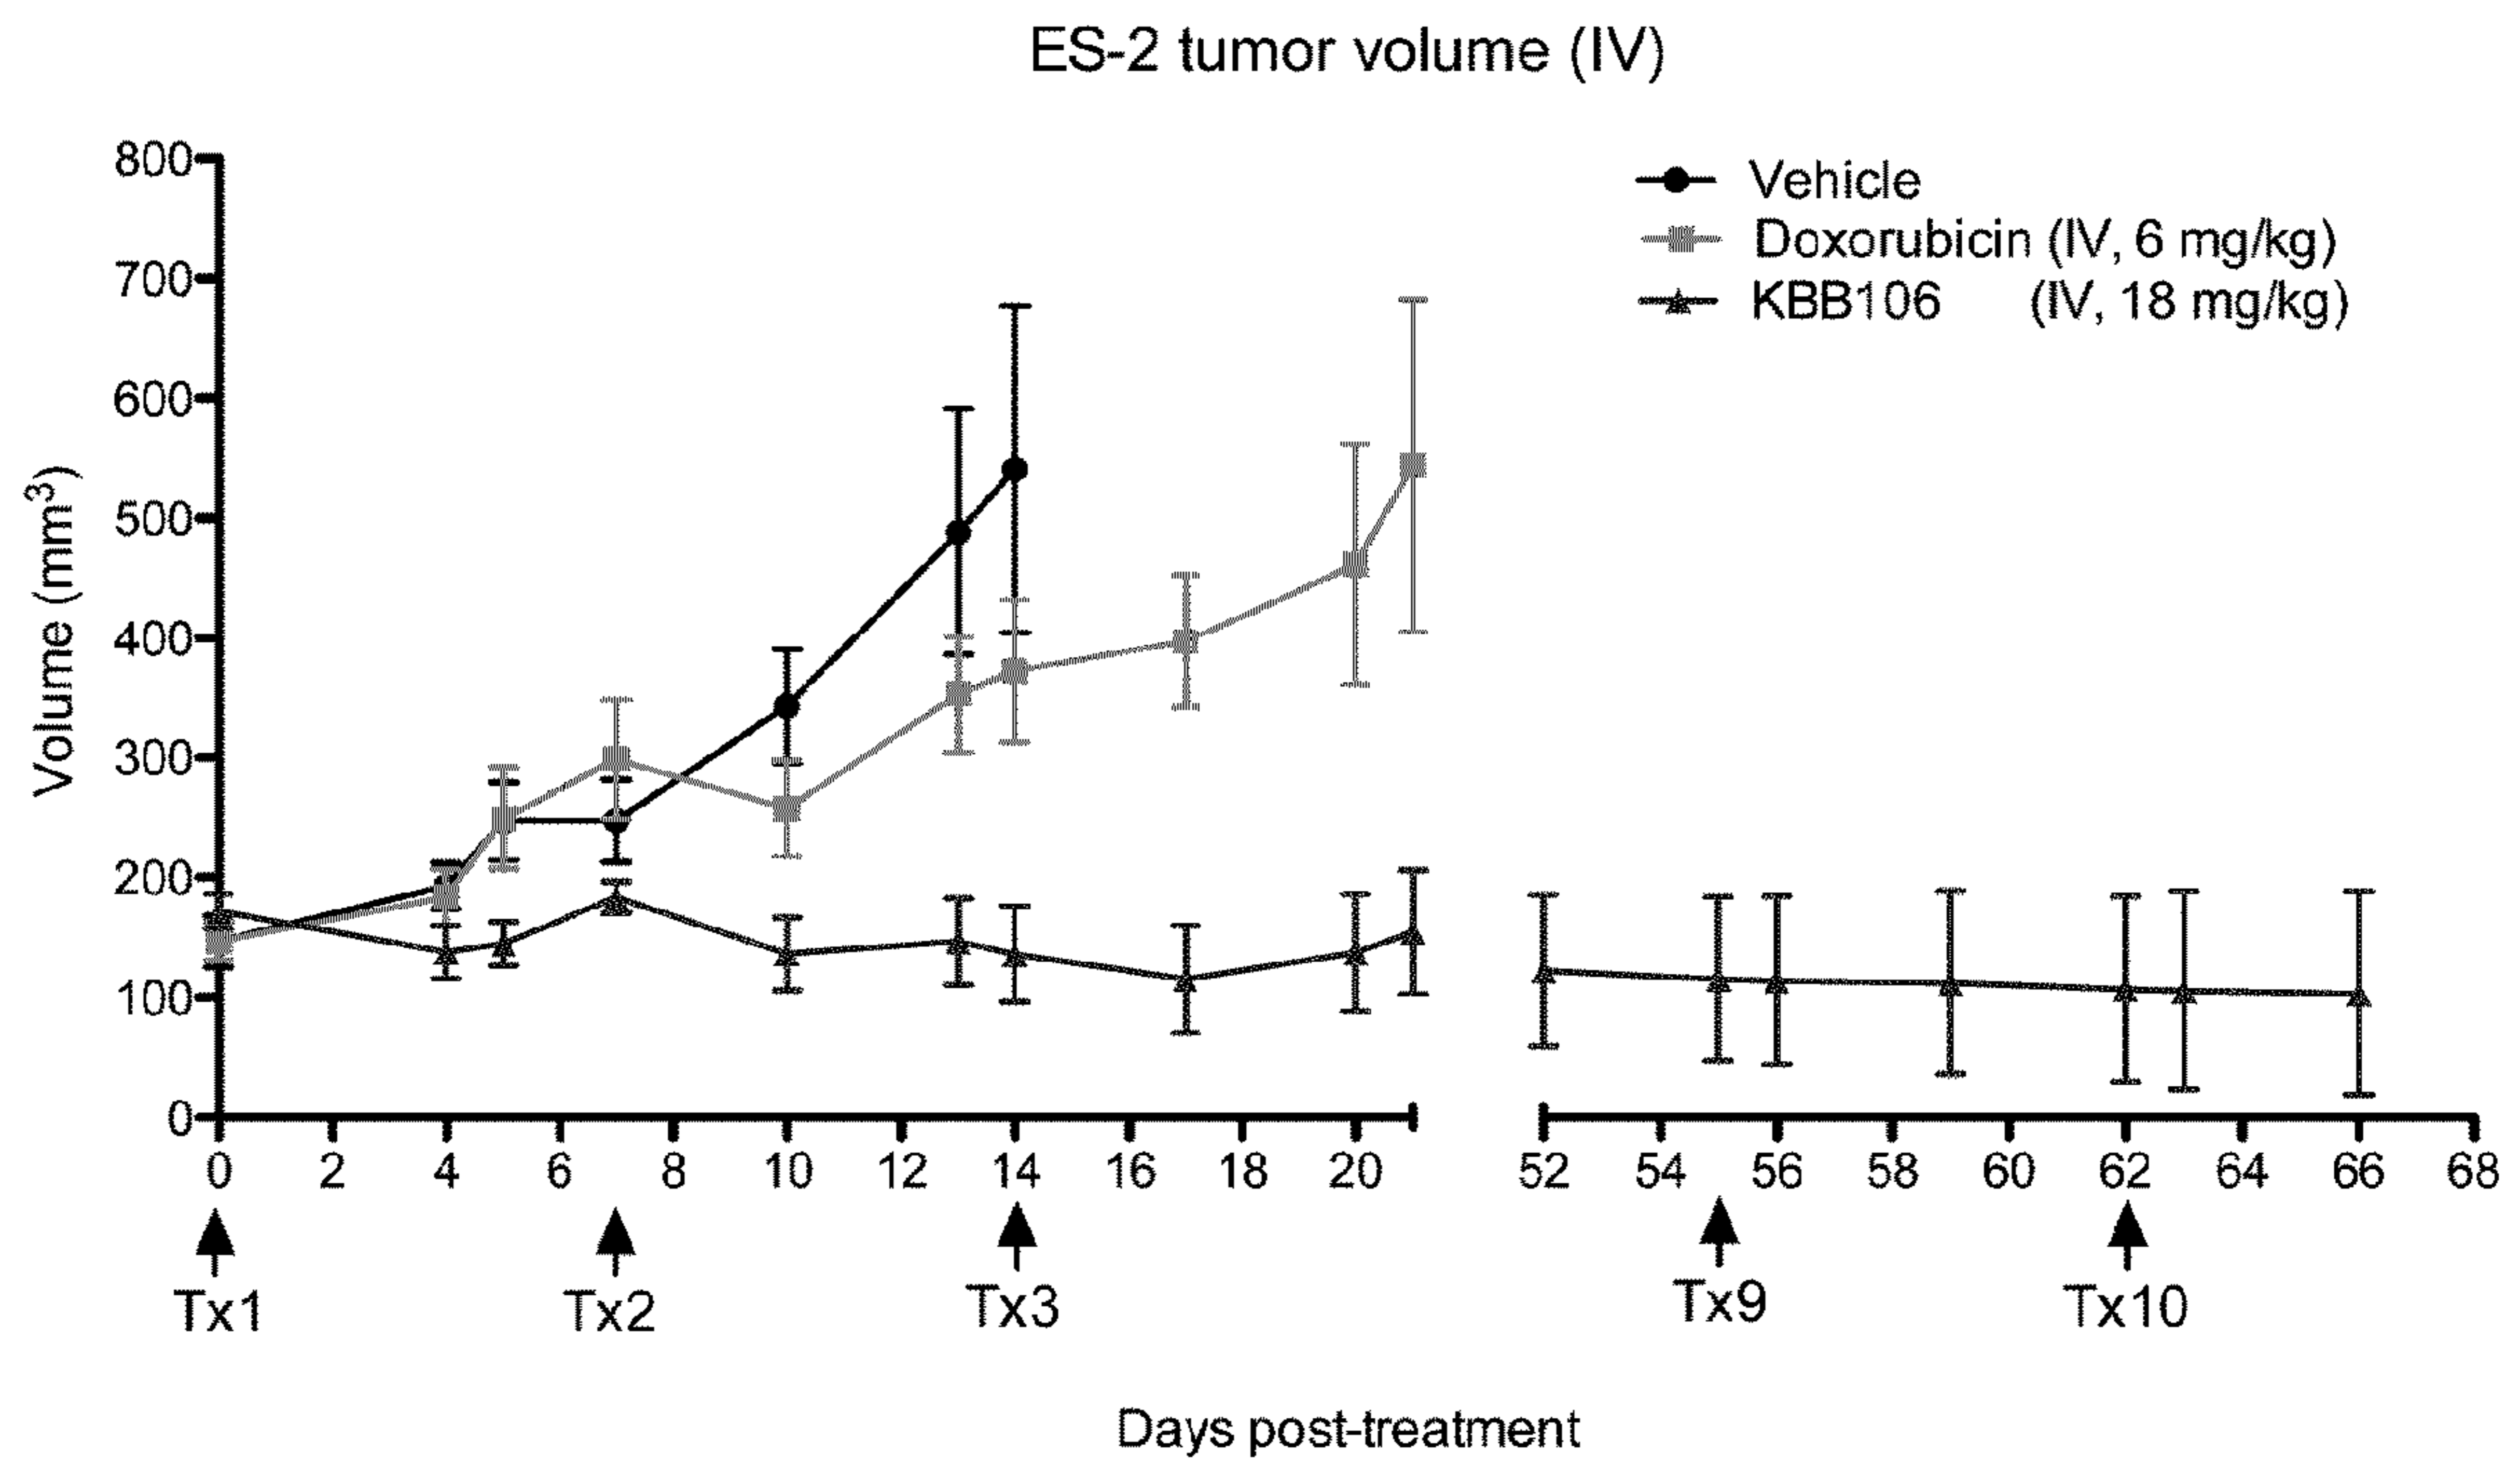 ES-2 tumor volume (IV)
Vehicle
Doxorubicin (IV, 6 mg/kg)
KBB106 (IV, 18 mg/kg)
Volume (mm³)
800
700
600
500
400
300
200
100
0
0 2 4 6 8 10 12 14 16 18 20 52 54 56 58 60 62 64 66 68
Tx1 Tx2 Tx3 Tx9 Tx10
Days post-treatment